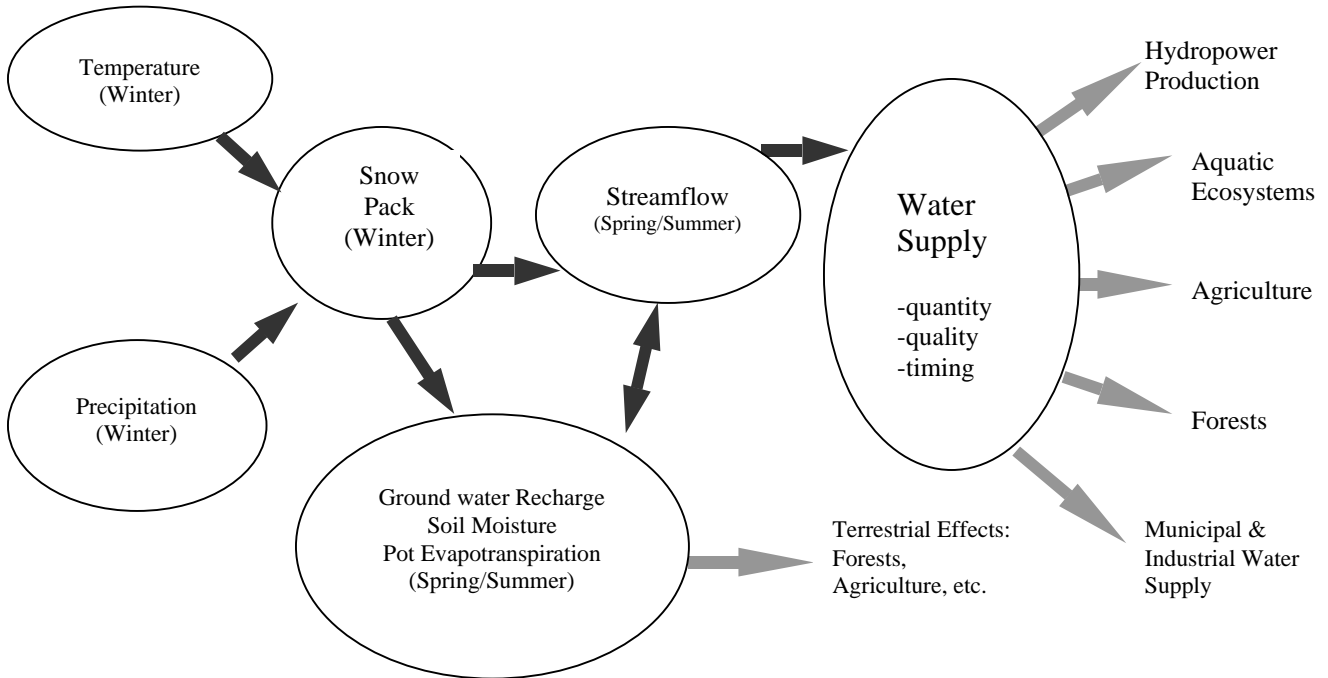 Temperature
(Winter)
Precipitation
(Winter)
Snow
Pack
(Winter)
Streamflow
(Spring/Summer)
Ground water Recharge
Soil Moisture
Pot Evapotranspiration
(Spring/Summer)
Water
Supply
-quantity
-quality
-timing
Terrestrial Effects:
Forests,
Agriculture, etc.
Hydropower
Production
Aquatic
Ecosystems
Agriculture
Forests
Municipal &
Industrial Water
Supply